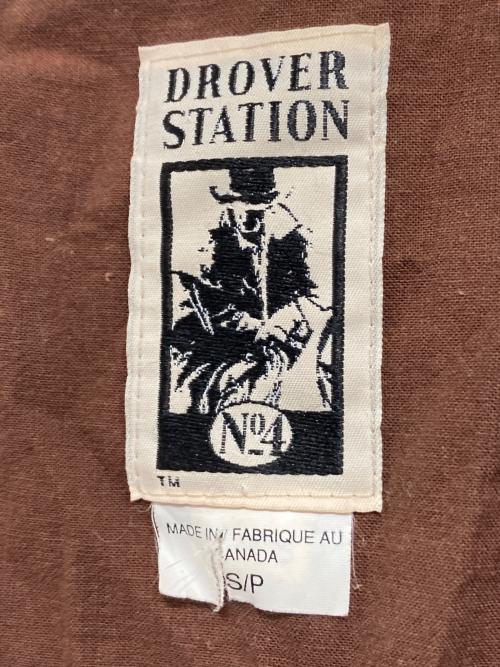 DROVER
STATION
No4
TM
MADE IN / FABRIQUE AU
ANADA
S/P